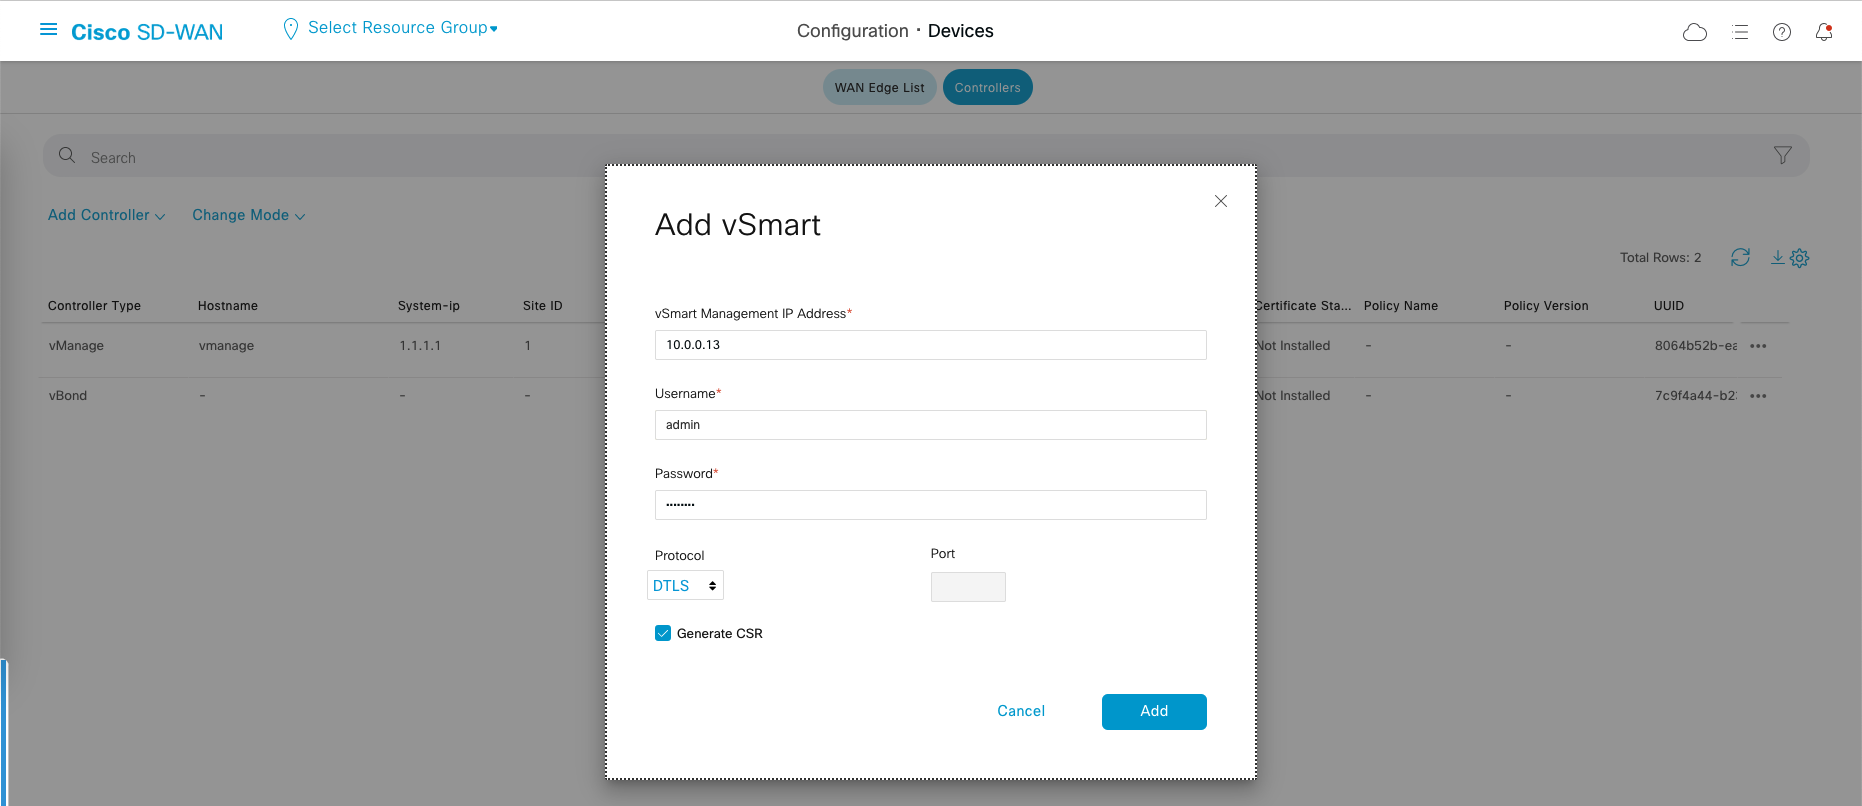 Cisco SD-WAN
Select Resource Group
Configuration · Devices
WAN Edge List
Controllers
Search
Add Controller
Change Mode
Total Rows: 2
Controller Type Hostname System-ip Site ID Certificate Sta... Policy Name Policy Version UUID
vManage vmanage 1.1.1.1 1 Not Installed - - 8064b52b-ea •••
vBond - - - Not Installed - - 7c9f4a44-b2 •••
Add vSmart
vSmart Management IP Address*
10.0.0.13
Username*
admin
Password*
••••••••
Protocol
Port
DTLS
Generate CSR
Cancel
Add